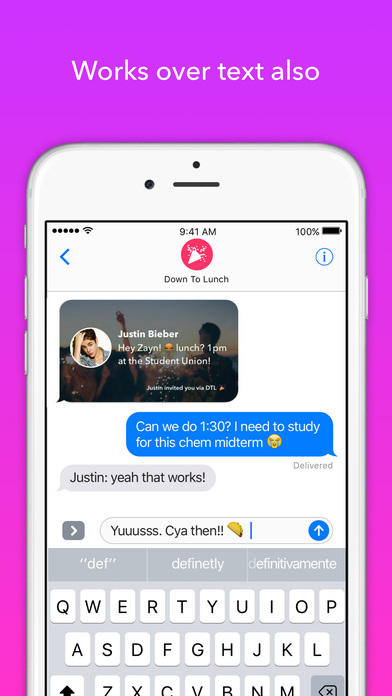 Works over text also
9:41 AM
100%
Down To Lunch
Justin Bieber
Hey Zayn! 🍔 lunch? 1pm
at the Student Union!
Justin invited you via DTL 🎉
Can we do 1:30? I need to study
for this chem midterm 😭
Delivered
Justin: yeah that works!
Yuuusss. Cya then!! 🌮
"def" definetly definitivamente
Q W E R T Y U I O P
A S D F G H J K L
Z X C V B N M